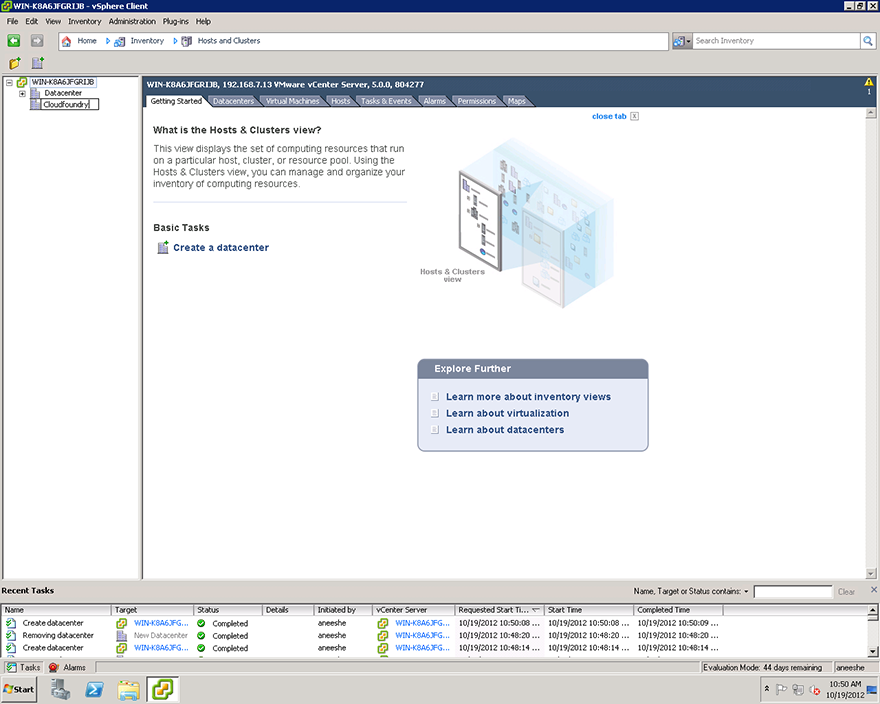 WIN-K8A6JFGRIJB - vSphere Client
File Edit View Inventory Administration Plug-ins Help
Home Inventory Hosts and Clusters
Search Inventory
WIN-K8A6JFGRIJB
Datacenter
Cloudfoundry
WIN-K8A6JFGRIJB, 192.168.7.13 VMware vCenter Server, 5.0.0, 804277
1
Getting Started Datacenters Virtual Machines Hosts Tasks & Events Alarms Permissions Maps
close tab
What is the Hosts & Clusters view?
This view displays the set of computing resources that run
on a particular host, cluster, or resource pool. Using the
Hosts & Clusters view, you can manage and organize your
inventory of computing resources.
Basic Tasks
Create a datacenter
Hosts & Clusters
view
Explore Further
Learn more about inventory views
Learn about virtualization
Learn about datacenters
Recent Tasks
Name, Target or Status contains:
Clear
Name Target Status Details Initiated by vCenter Server Requested Start Ti... Start Time Completed Time
Create datacenter WIN-K8A6JFG... Completed aneeshe WIN-K8A6JFG... 10/19/2012 10:50:08 ... 10/19/2012 10:50:08 ... 10/19/2012 10:50:09 ...
Removing datacenter New Datacenter Completed aneeshe WIN-K8A6JFG... 10/19/2012 10:48:20 ... 10/19/2012 10:48:20 ... 10/19/2012 10:48:20 ...
Create datacenter WIN-K8A6JFG... Completed aneeshe WIN-K8A6JFG... 10/19/2012 10:48:14 ... 10/19/2012 10:48:14 ... 10/19/2012 10:48:14 ...
Tasks Alarms
Evaluation Mode: 44 days remaining aneeshe
Start
10:50 AM
10/19/2012